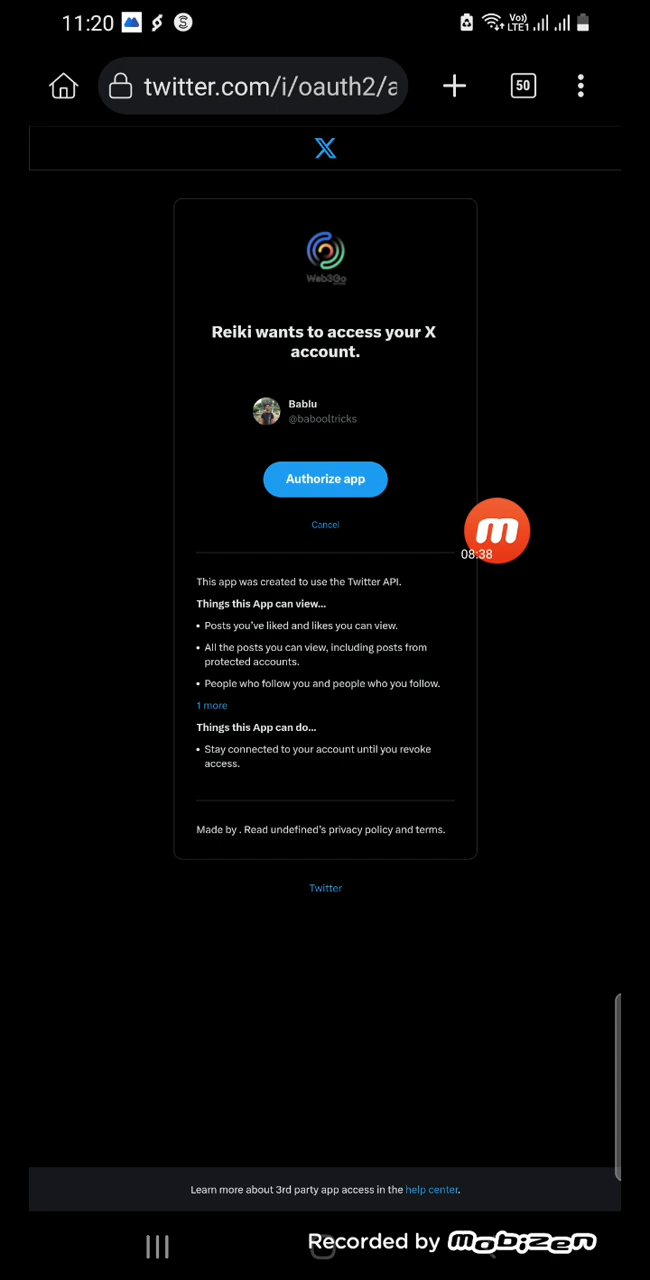 11:20
Vo))
LTE1
twitter.com/i/oauth2/a
50
Web3Go
Reiki wants to access your X
account.
Bablu
@babooltricks
Authorize app
Cancel
08:38
This app was created to use the Twitter API.
Things this App can view...
• Posts you've liked and likes you can view.
• All the posts you can view, including posts from
protected accounts.
• People who follow you and people who you follow.
1 more
Things this App can do...
• Stay connected to your account until you revoke
access.
Made by . Read undefined's privacy policy and terms.
Twitter
Learn more about 3rd party app access in the help center.
Recorded by mobizen